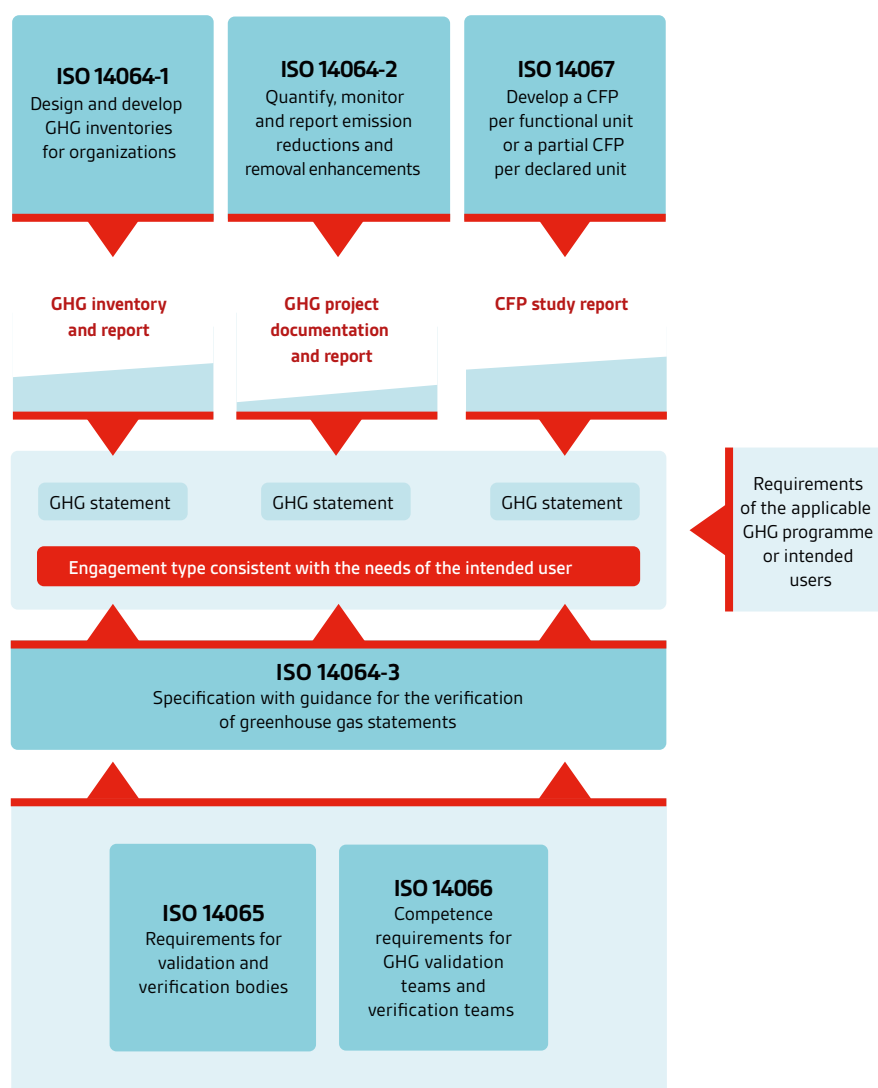 ISO 14064-1
Design and develop
GHG inventories
for organizations
ISO 14064-2
Quantify, monitor
and report emission
reductions and
removal enhancements
ISO 14067
Develop a CFP
per functional unit
or a partial CFP
per declared unit
GHG inventory
and report
GHG project
documentation
and report
CFP study report
GHG statement
GHG statement
GHG statement
Engagement type consistent with the needs of the intended user
Requirements
of the applicable
GHG programme
or intended
users
ISO 14064-3
Specification with guidance for the verification
of greenhouse gas statements
ISO 14065
Requirements for
validation and
verification bodies
ISO 14066
Competence
requirements for
GHG validation
teams and
verification teams